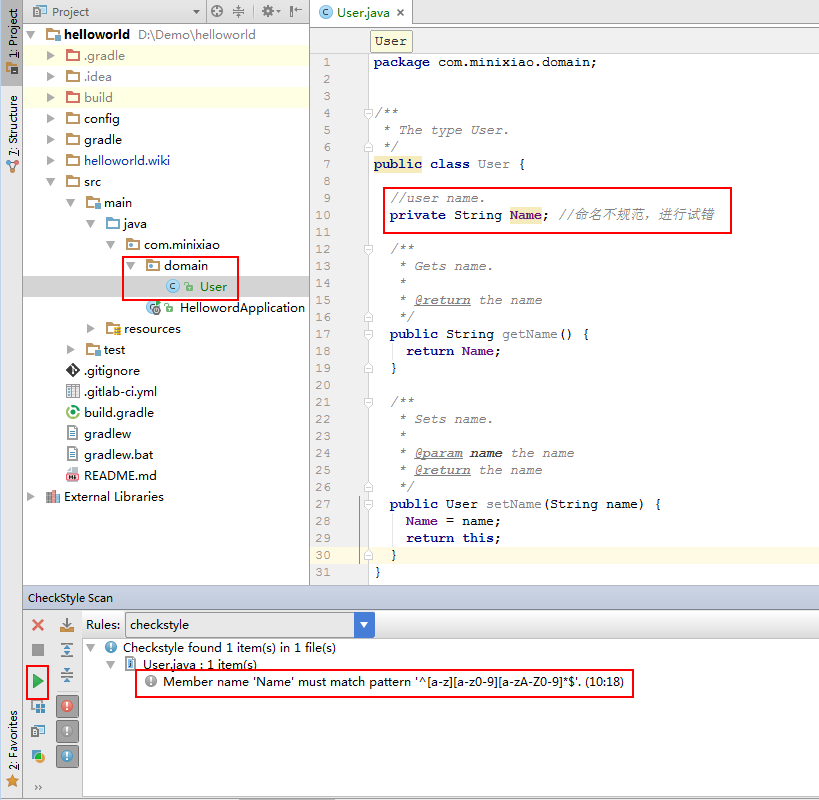 1: Project
7: Structure
2: Favorites
Project
helloworld D:\Demo\helloworld
.gradle
.idea
build
config
gradle
helloworld.wiki
src
main
java
com.minixiao
domain
User
HellowordApplication
resources
test
.gitignore
.gitlab-ci.yml
build.gradle
gradlew
gradlew.bat
README.md
External Libraries
User.java
User
1 package com.minixiao.domain;
2
3
4 /**
5 * The type User.
6 */
7 public class User {
8
9 //user name.
10 private String Name; //命名不规范，进行试错
11
12 /**
13 * Gets name.
14 *
15 * @return the name
16 */
17 public String getName() {
18 return Name;
19 }
20
21 /**
22 * Sets name.
23 *
24 * @param name the name
25 * @return the name
26 */
27 public User setName(String name) {
28 Name = name;
29 return this;
30 }
31 }
CheckStyle Scan
Rules: checkstyle
Checkstyle found 1 item(s) in 1 file(s)
User.java : 1 item(s)
Member name 'Name' must match pattern '^[a-z][a-z0-9][a-zA-Z0-9]*$'. (10:18)